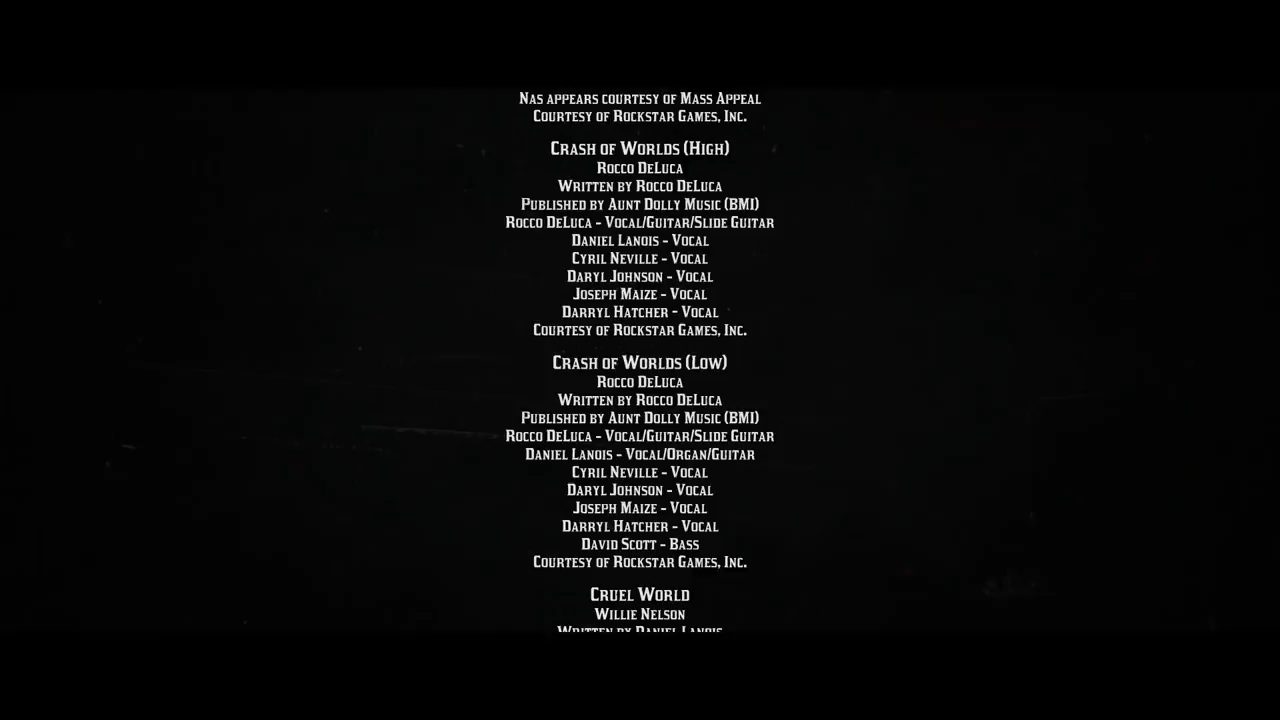 Nas appears courtesy of Mass Appeal
Courtesy of Rockstar Games, Inc.
Crash of Worlds (High)
Rocco DeLuca
Written by Rocco DeLuca
Published by Aunt Dolly Music (BMI)
Rocco DeLuca - Vocal/Guitar/Slide Guitar
Daniel Lanois - Vocal
Cyril Neville - Vocal
Daryl Johnson - Vocal
Joseph Maize - Vocal
Darryl Hatcher - Vocal
Courtesy of Rockstar Games, Inc.
Crash of Worlds (Low)
Rocco DeLuca
Written by Rocco DeLuca
Published by Aunt Dolly Music (BMI)
Rocco DeLuca - Vocal/Guitar/Slide Guitar
Daniel Lanois - Vocal/Organ/Guitar
Cyril Neville - Vocal
Daryl Johnson - Vocal
Joseph Maize - Vocal
Darryl Hatcher - Vocal
David Scott - Bass
Courtesy of Rockstar Games, Inc.
Cruel World
Willie Nelson
Written by Daniel Lanois